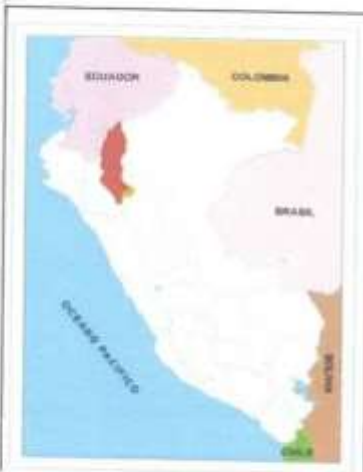 ECUADOR
COLOMBIA
BRASIL
OCEANO PACIFICO
BOLIVIA
CHILE